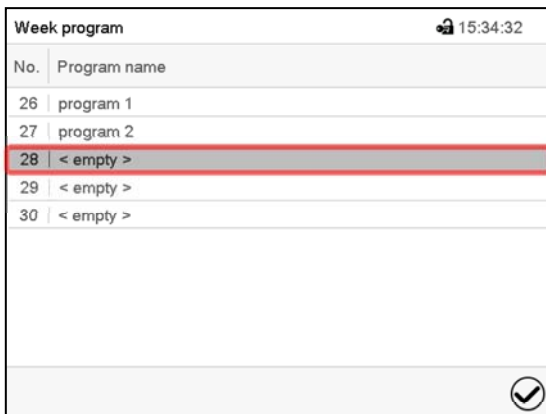 Week program 15:34:32
No. Program name
26 program 1
27 program 2
28 < empty >
29 < empty >
30 < empty >